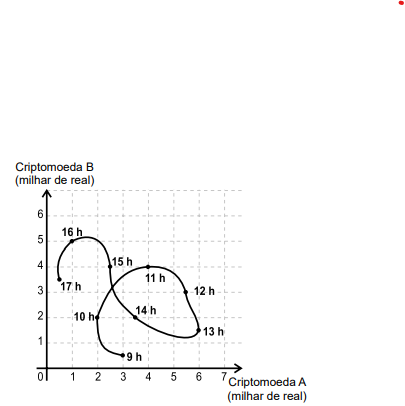 Criptomoeda B
(milhar de real)
6
16 h
5
15 h
4
11 h
17 h
3
12 h
10 h
2
14 h
13 h
1
9 h
0 1 2 3 4 5 6 7
Criptomoeda A
(milhar de real)